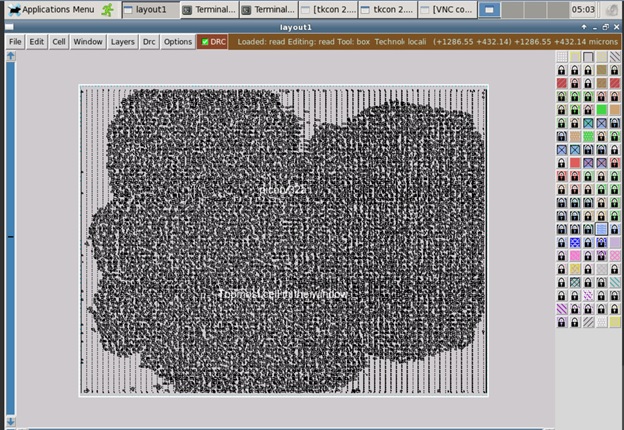 Applications Menu layout1 Terminal... Terminal... [tkcon 2.... tkcon 2.... [VNC co... 05:03
layout1
File Edit Cell Window Layers Drc Options DRC Loaded: read Editing: read Tool: box Technolo locali (+1286.55 +432.14) +1286.55 +432.14 microns
Topmost cell in the window